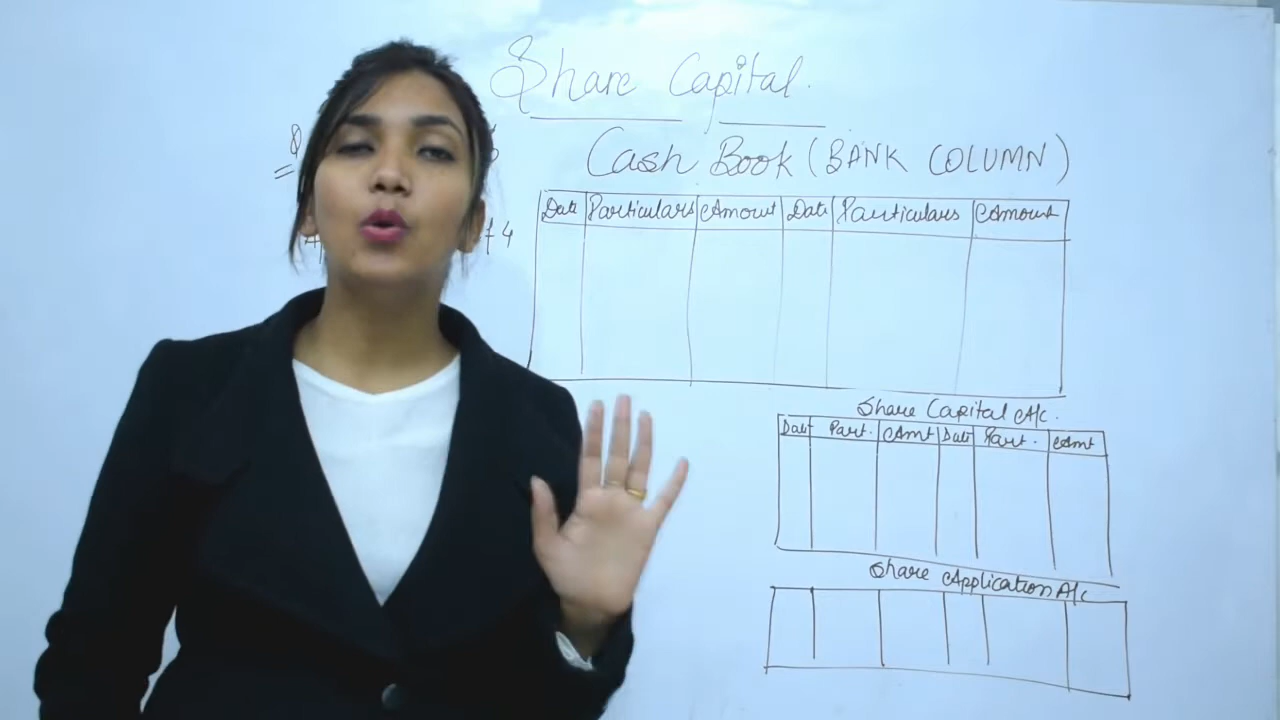 Share Capital.
Cash Book (BANK COLUMN)
Date Particulars Amount Date Particulars Amount
Share Capital A/c.
Date Part. Amt Date Part. Amt
Share Application A/c